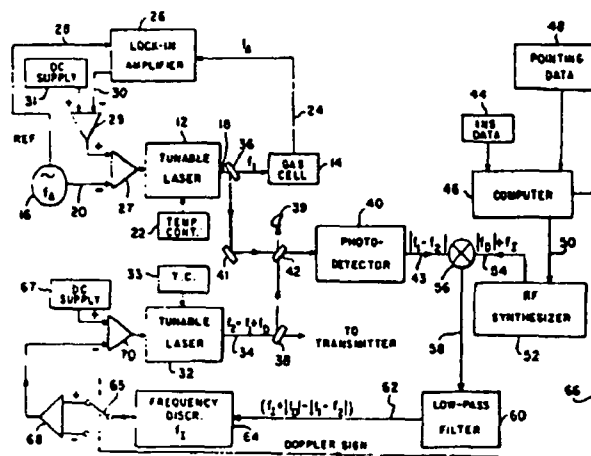 28
26
LOCK-IN
AMPLIFIER
DC
SUPPLY
31
30
29
REF
16
20
27
12
TUNABLE
LASER
18
36
f₁
24
GAS
CELL
14
TEMP
CONT.
22
39
40
PHOTO-
DETECTOR
41
42
43
|f₁-f₂|
56
54
|f_D|+f_I
48
POINTING
DATA
44
INS
DATA
46
COMPUTER
50
RF
SYNTHESIZER
52
33
T.C.
67
DC
SUPPLY
70
TUNABLE
LASER
32
34
38
TO
TRANSMITTER
58
66
65
68
FREQUENCY
DISCR.
f_I
64
62
LOW-PASS
FILTER
60
DOPPLER SIGN